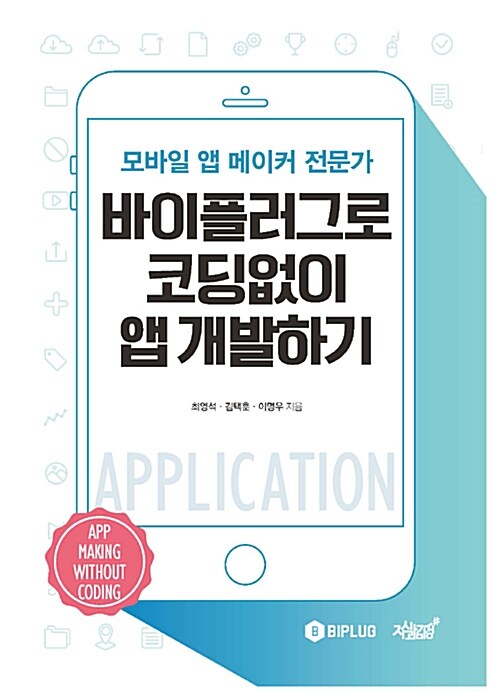 모바일 앱 메이커 전문가
바이플러그로
코딩없이
앱 개발하기
최영석 · 김택훈 · 이명우 지음
APPLICATION
APP
MAKING
WITHOUT
CODING
B BIPLUG